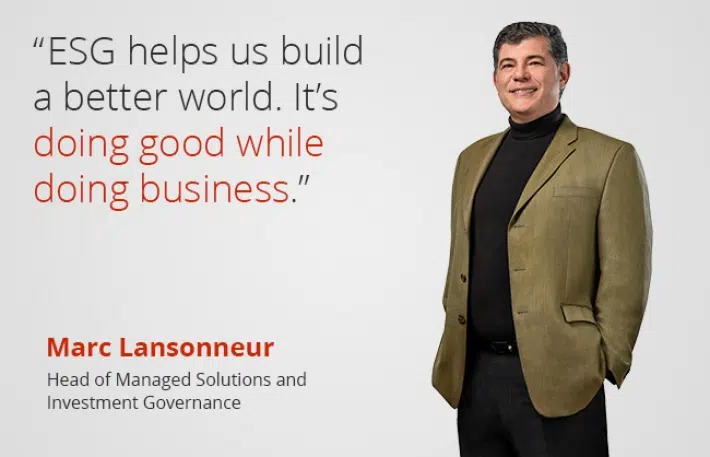 “ESG helps us build
a better world. It’s
doing good while
doing business.”
Marc Lansonneur
Head of Managed Solutions and
Investment Governance